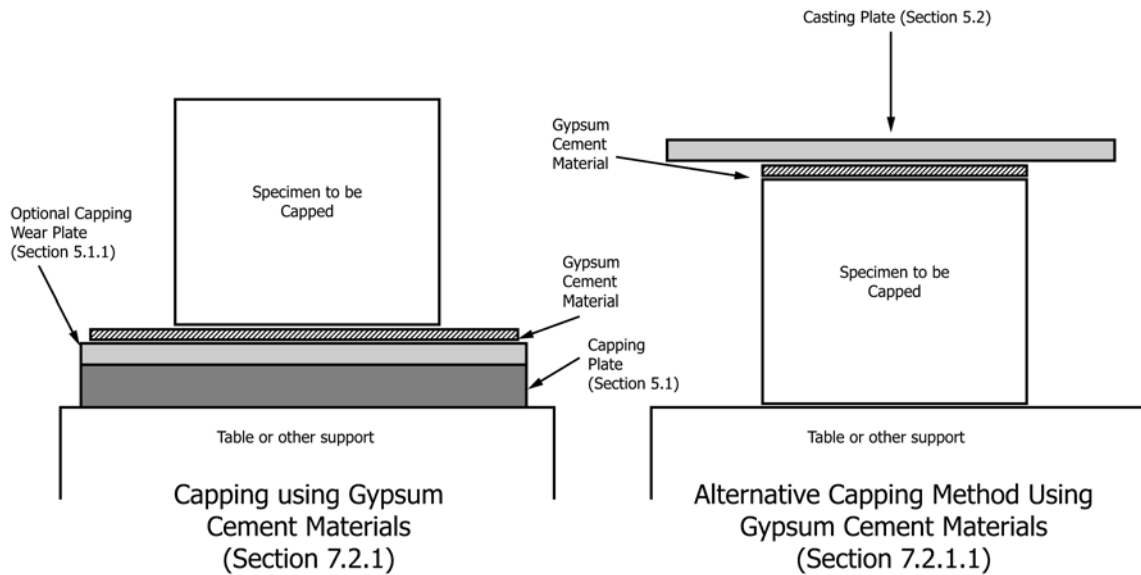 Specimen to be
Capped
Optional Capping
Wear Plate
(Section 5.1.1)
Gypsum
Cement
Material
Capping
Plate
(Section 5.1)
Table or other support
Capping using Gypsum
Cement Materials
(Section 7.2.1)
Casting Plate (Section 5.2)
Gypsum
Cement
Material
Specimen to be
Capped
Table or other support
Alternative Capping Method Using
Gypsum Cement Materials
(Section 7.2.1.1)